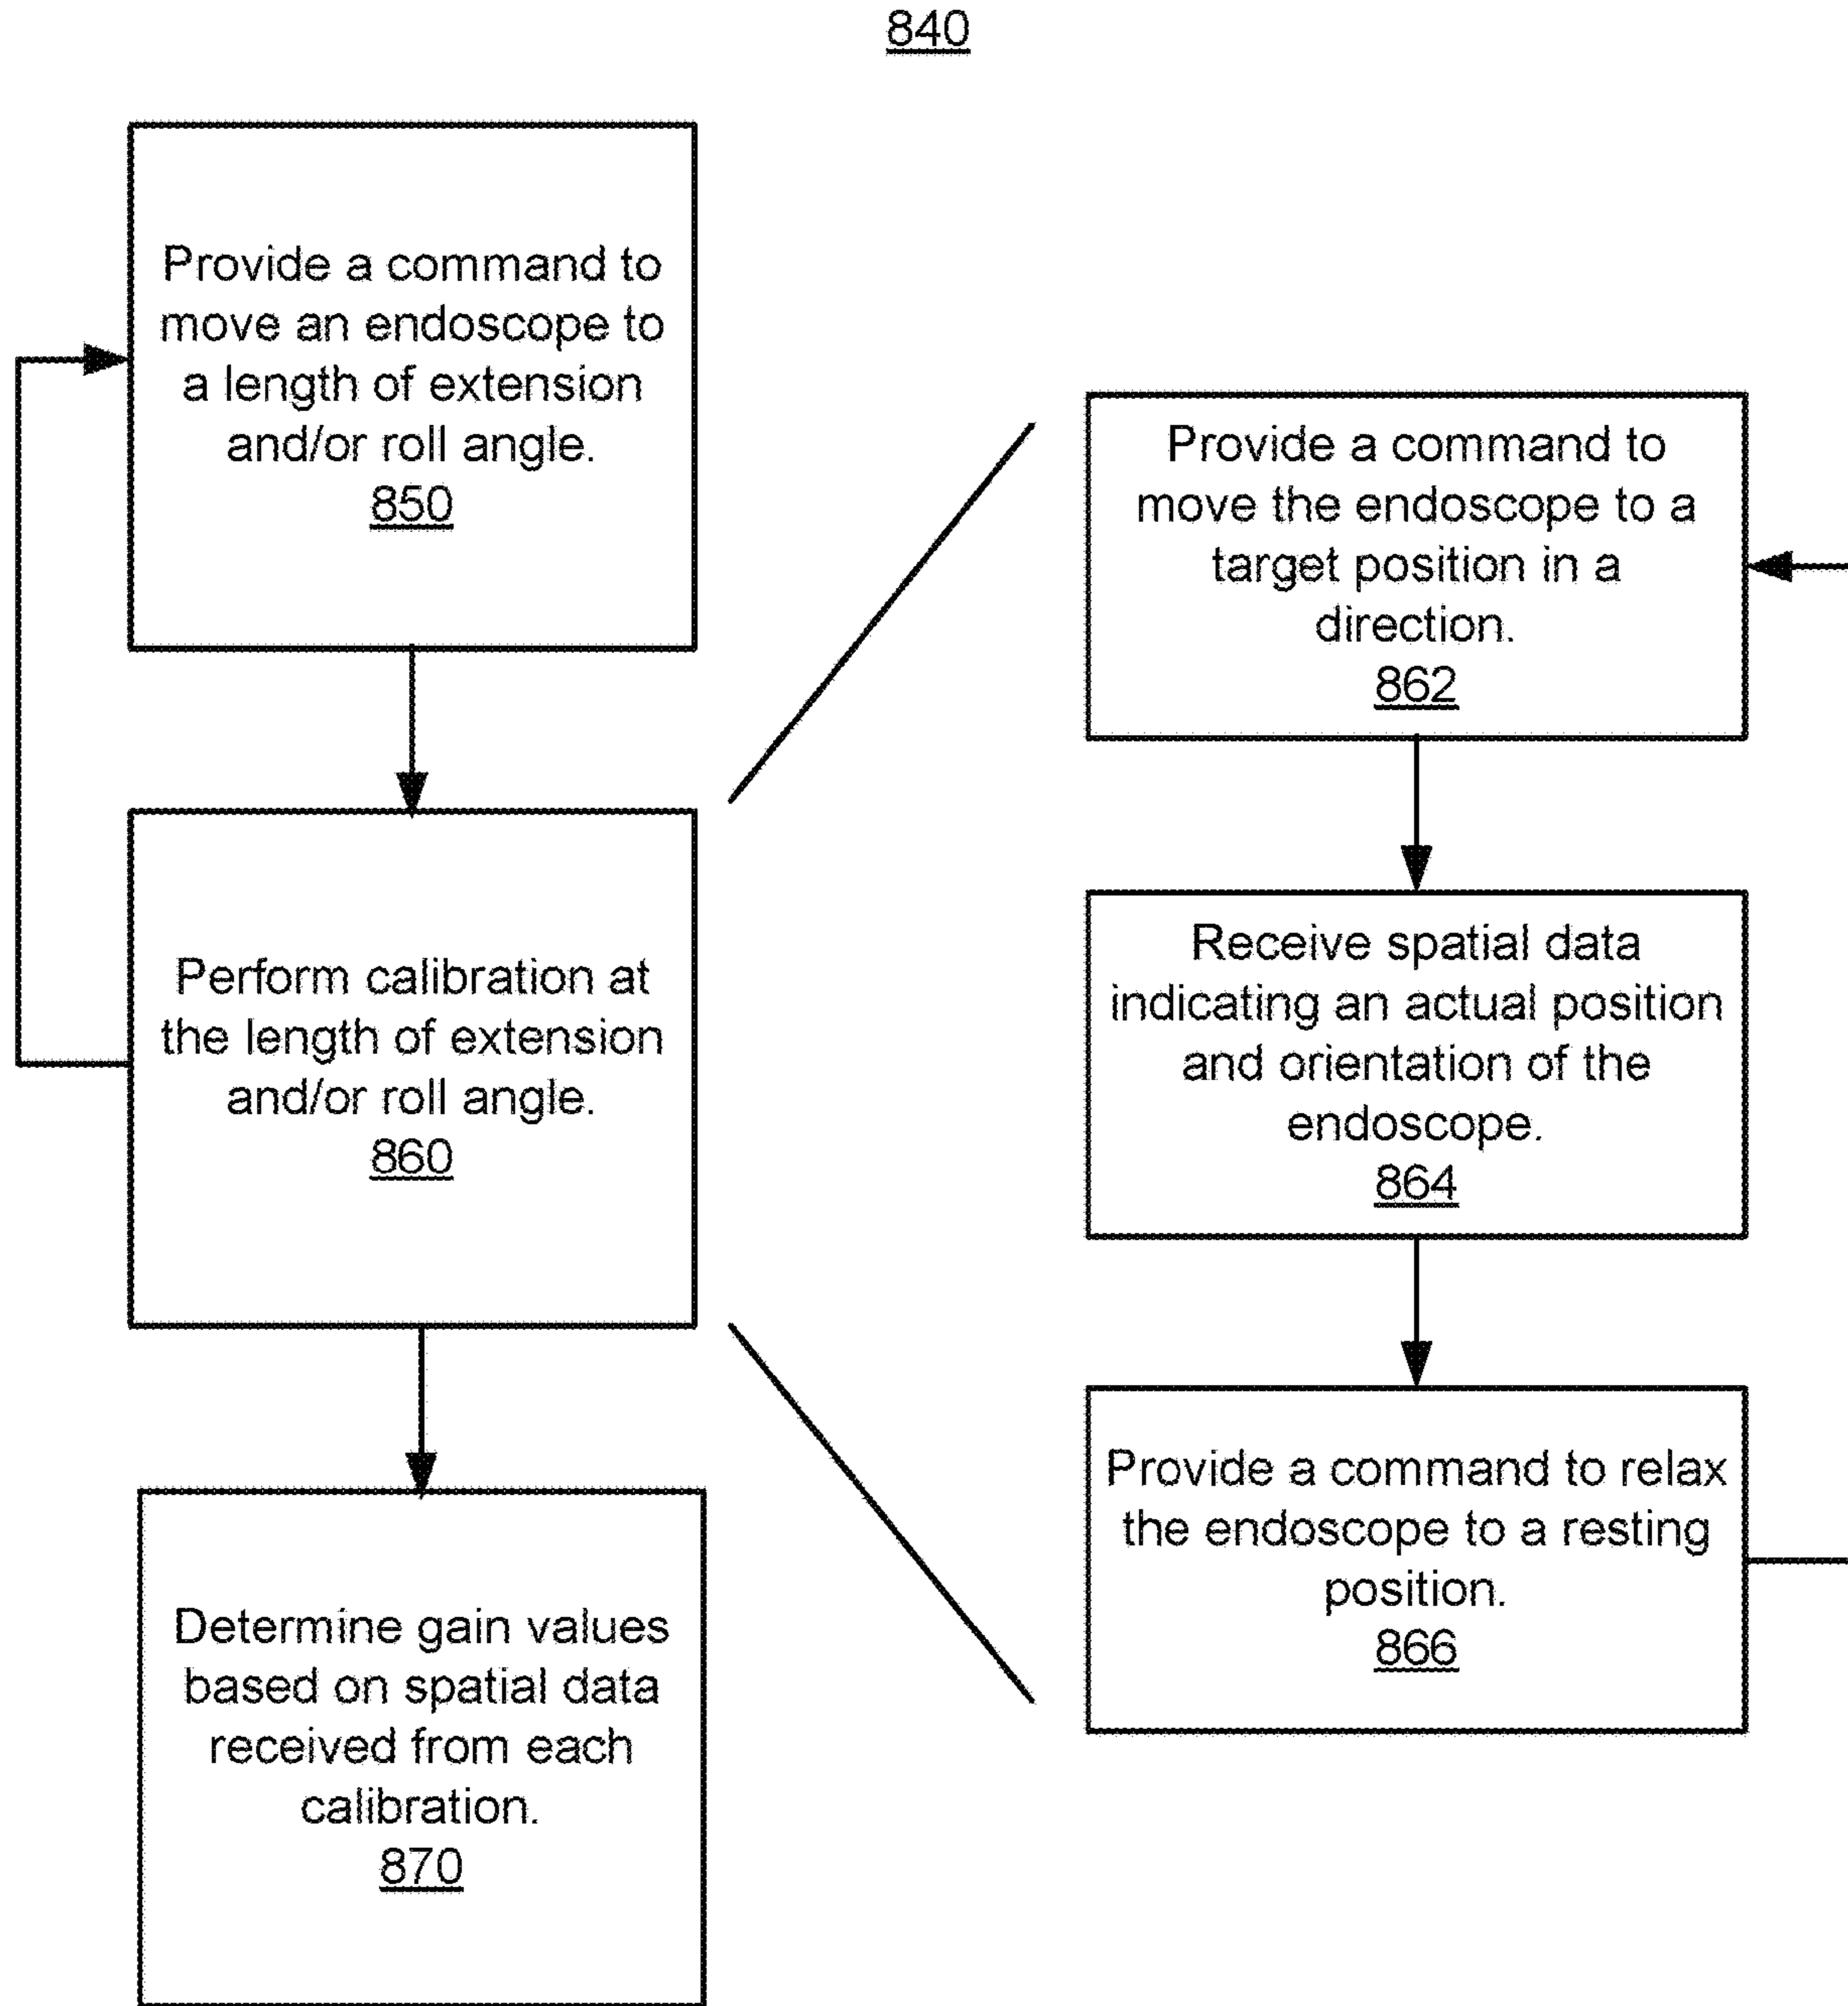 840
Provide a command to
move an endoscope to
a length of extension
and/or roll angle.
850
Perform calibration at
the length of extension
and/or roll angle.
860
Determine gain values
based on spatial data
received from each
calibration.
870
Provide a command to
move the endoscope to a
target position in a
direction.
862
Receive spatial data
indicating an actual position
and orientation of the
endoscope.
864
Provide a command to relax
the endoscope to a resting
position.
866